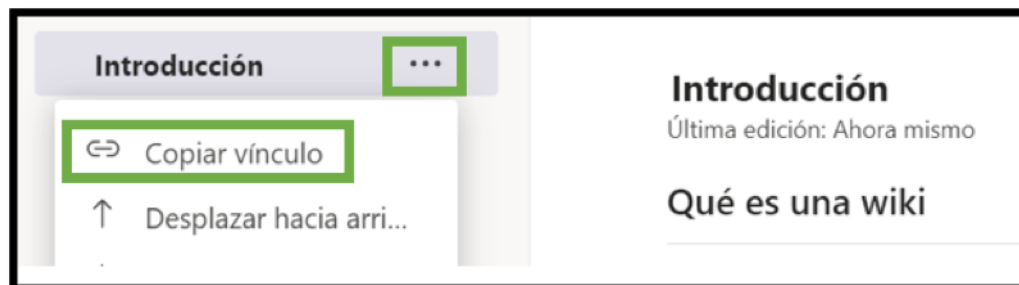 Introducción ...
Copiar vínculo
Desplazar hacia arri...
Introducción
Última edición: Ahora mismo
Qué es una wiki